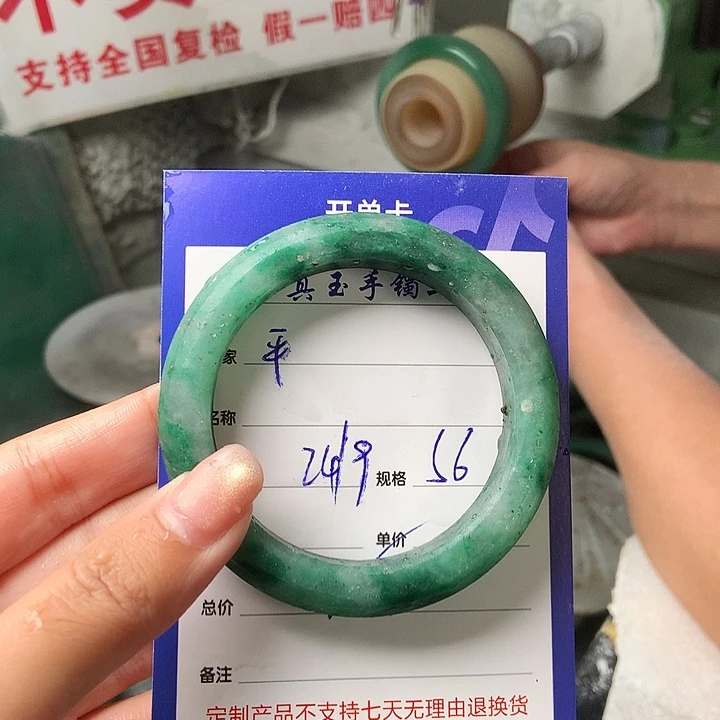 支持全国复检 假一赔四
开单卡
真玉手镯
家 平
名称
249 规格 56
单价
总价
备注
定制产品不支持七天无理由退换货